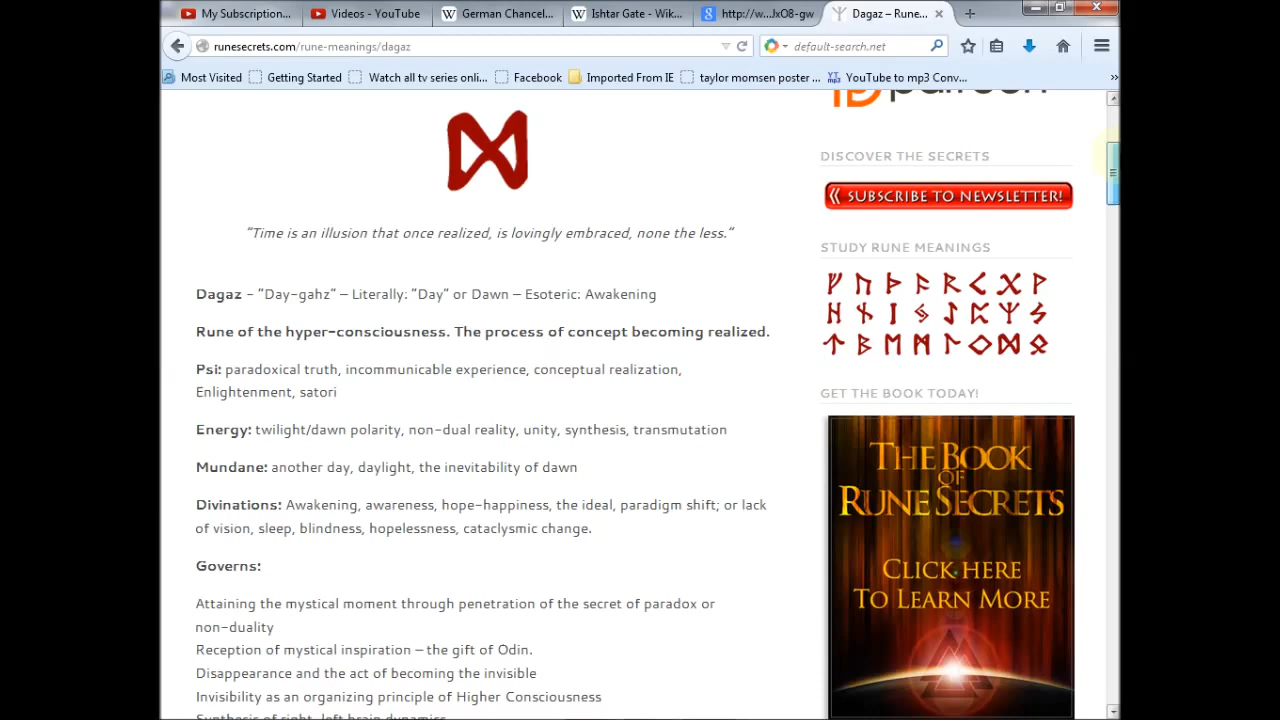 My Subscription...
Videos - YouTube
German Chancel...
Ishtar Gate - Wik...
http://w...JxO8-gw
Dagaz – Rune...
runesecrets.com/rune-meanings/dagaz
default-search.net
Most Visited
Getting Started
Watch all tv series onli...
Facebook
Imported From IE
taylor momsen poster ...
YouTube to mp3 Conv...
"Time is an illusion that once realized, is lovingly embraced, none the less."
Dagaz – "Day-gahz" – Literally: "Day" or Dawn – Esoteric: Awakening
Rune of the hyper-consciousness. The process of concept becoming realized.
Psi: paradoxical truth, incommunicable experience, conceptual realization,
Enlightenment, satori
Energy: twilight/dawn polarity, non-dual reality, unity, synthesis, transmutation
Mundane: another day, daylight, the inevitability of dawn
Divinations: Awakening, awareness, hope-happiness, the ideal, paradigm shift; or lack
of vision, sleep, blindness, hopelessness, cataclysmic change.
Governs:
Attaining the mystical moment through penetration of the secret of paradox or
non-duality
Reception of mystical inspiration – the gift of Odin.
Disappearance and the act of becoming the invisible
Invisibility as an organizing principle of Higher Consciousness
Synthesis of right-left brain dynamics
DISCOVER THE SECRETS
SUBSCRIBE TO NEWSLETTER!
STUDY RUNE MEANINGS
ᚠ ᚢ ᚦ ᚨ ᚱ ᚲ ᚷ ᚹ
ᚺ ᚾ ᛁ ᛃ ᛇ ᛈ ᛉ ᛊ
ᛏ ᛒ ᛖ ᛗ ᛚ ᛜ ᛞ ᛟ
GET THE BOOK TODAY!
THE BOOK
OF
RUNE SECRETS
CLICK HERE
TO LEARN MORE